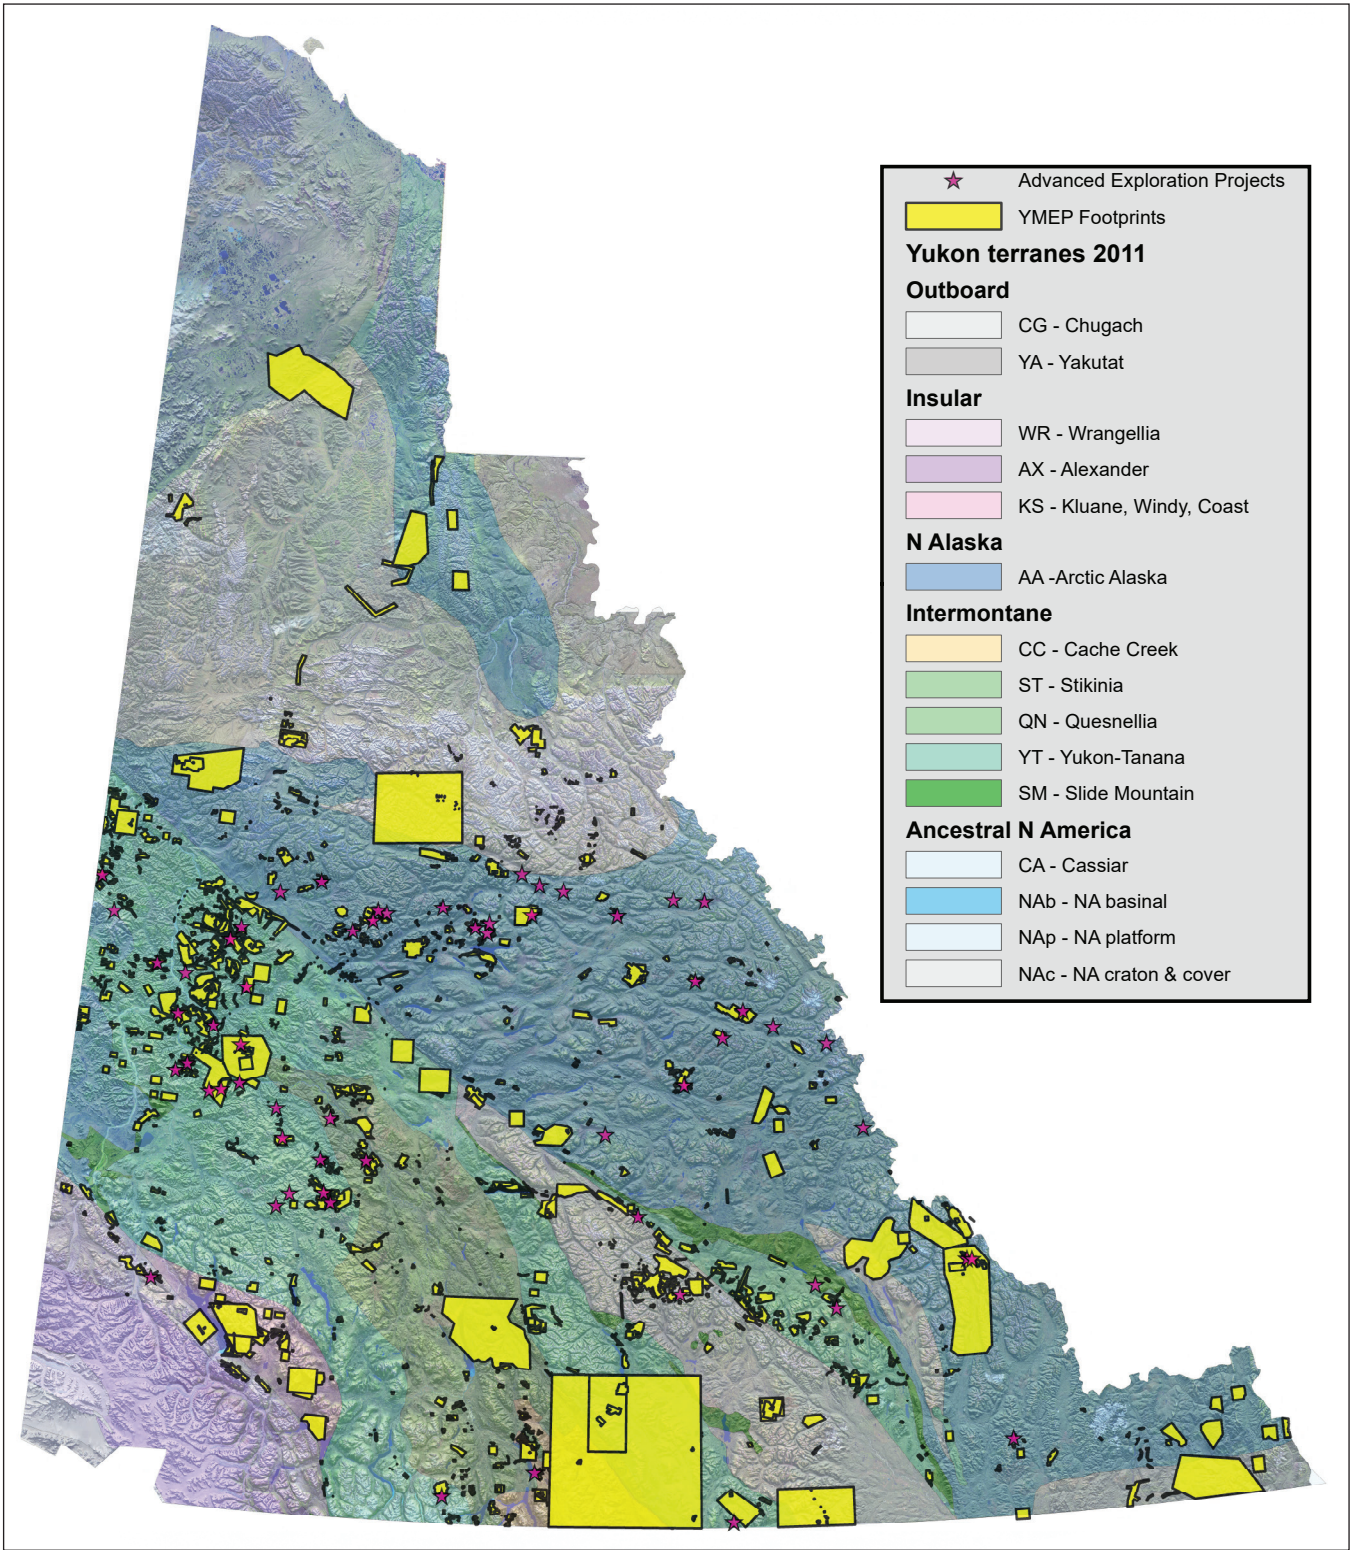 Advanced Exploration Projects
YMEP Footprints
Yukon terranes 2011
Outboard
CG - Chugach
YA - Yakutat
Insular
WR - Wrangellia
AX - Alexander
KS - Kluane, Windy, Coast
N Alaska
AA -Arctic Alaska
Intermontane
CC - Cache Creek
ST - Stikinia
QN - Quesnellia
YT - Yukon-Tanana
SM - Slide Mountain
Ancestral N America
CA - Cassiar
NAb - NA basinal
NAp - NA platform
NAc - NA craton & cover